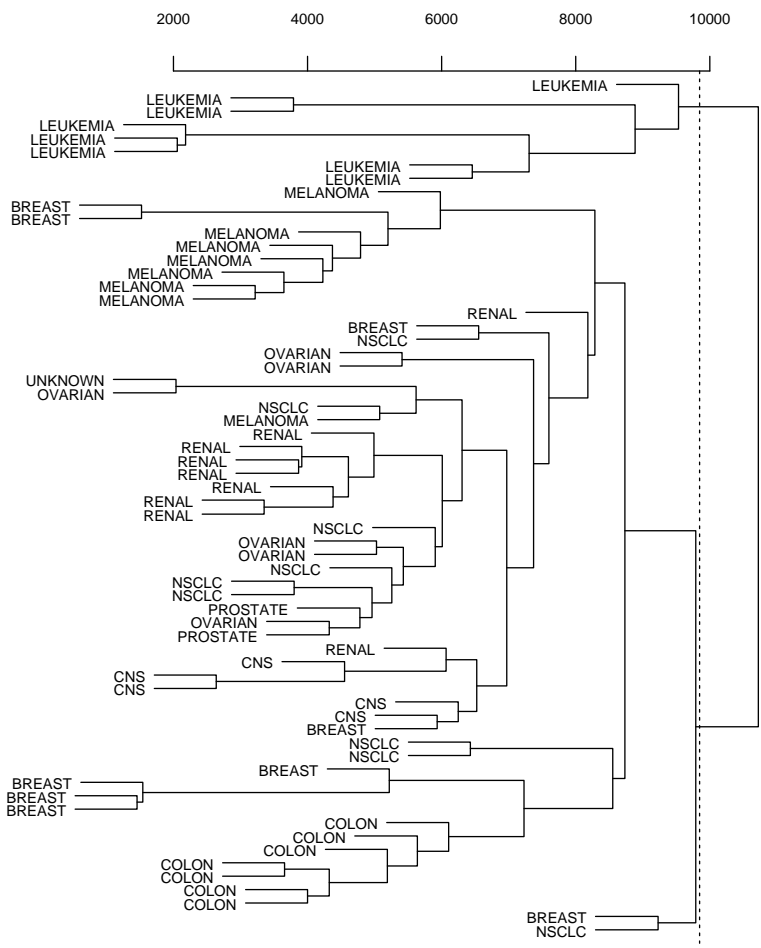 2000 4000 6000 8000 10000
LEUKEMIA
LEUKEMIA
LEUKEMIA
LEUKEMIA
LEUKEMIA
LEUKEMIA
LEUKEMIA
LEUKEMIA
MELANOMA
BREAST
BREAST
MELANOMA
MELANOMA
MELANOMA
MELANOMA
MELANOMA
MELANOMA
RENAL
BREAST
NSCLC
OVARIAN
OVARIAN
UNKNOWN
OVARIAN
NSCLC
MELANOMA
RENAL
RENAL
RENAL
RENAL
RENAL
RENAL
RENAL
NSCLC
OVARIAN
OVARIAN
NSCLC
NSCLC
NSCLC
PROSTATE
OVARIAN
PROSTATE
RENAL
CNS
CNS
CNS
CNS
CNS
BREAST
NSCLC
NSCLC
BREAST
BREAST
BREAST
BREAST
COLON
COLON
COLON
COLON
COLON
COLON
COLON
BREAST
NSCLC